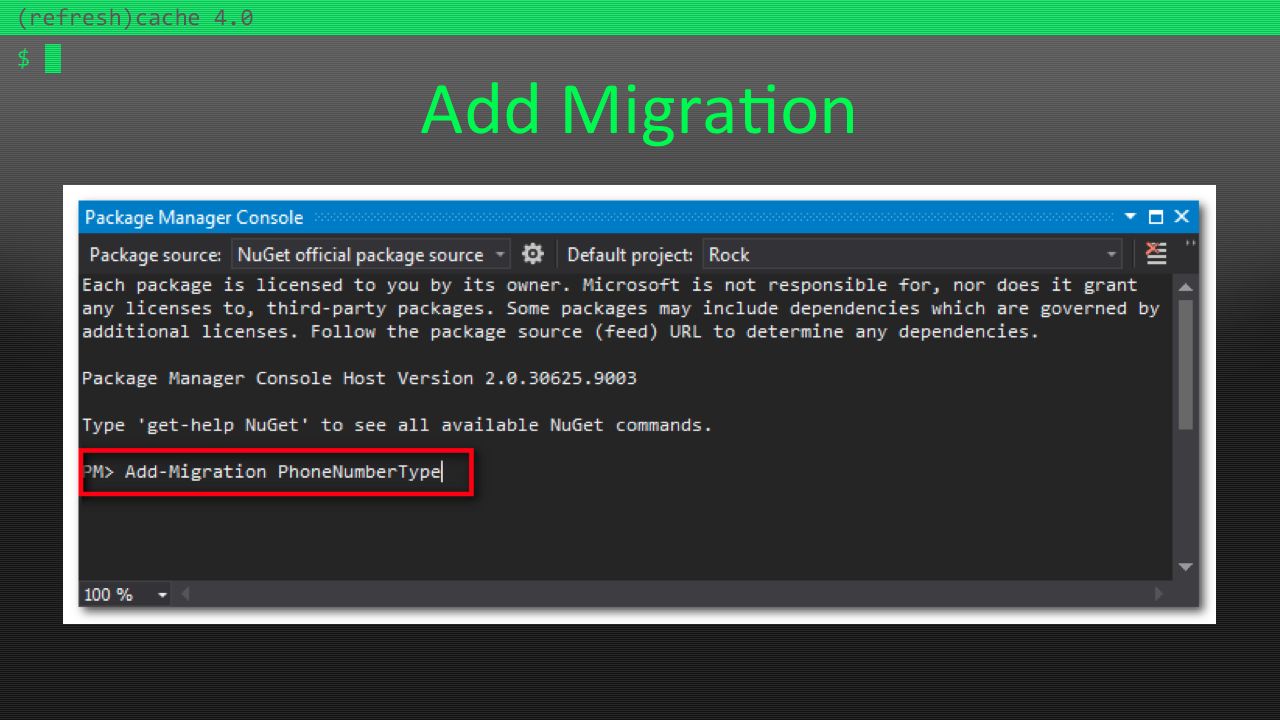 (refresh)cache 4.0
$
Add Migration
Package Manager Console
Package source: NuGet official package source Default project: Rock
Each package is licensed to you by its owner. Microsoft is not responsible for, nor does it grant
any licenses to, third-party packages. Some packages may include dependencies which are governed by
additional licenses. Follow the package source (feed) URL to determine any dependencies.
Package Manager Console Host Version 2.0.30625.9003
Type 'get-help NuGet' to see all available NuGet commands.
PM> Add-Migration PhoneNumberType
100 %